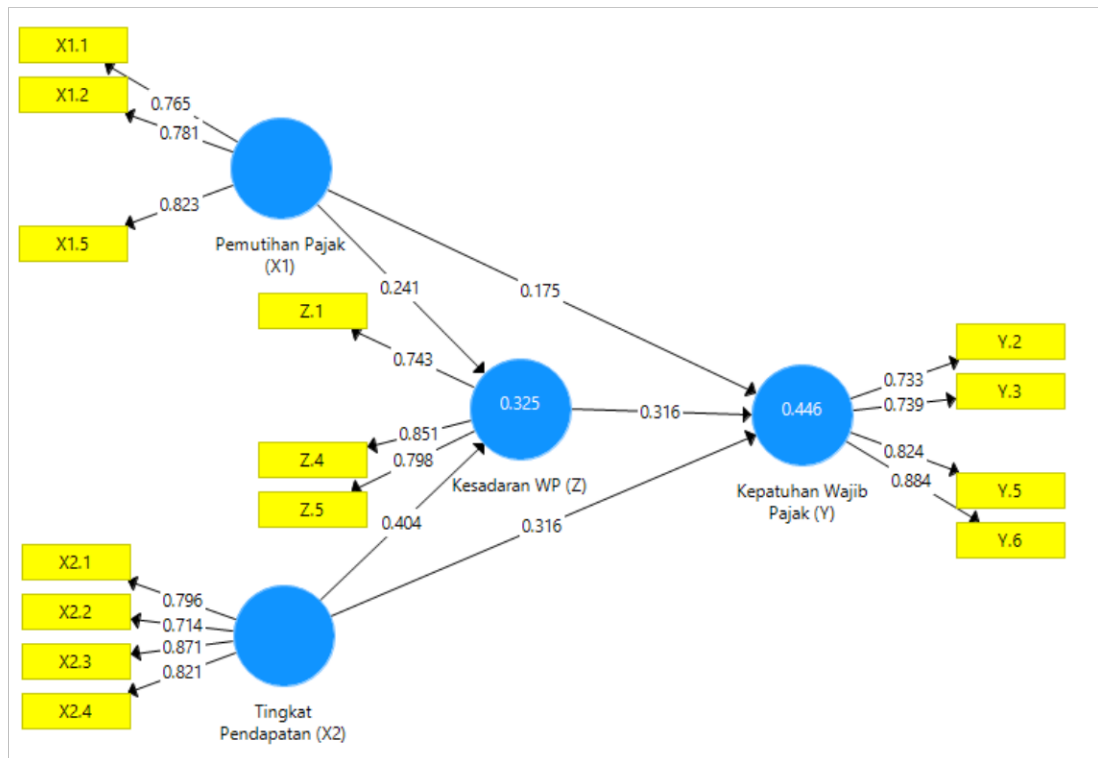 X1.1
0.765
X1.2
0.781
0.823
X1.5
Pemutihan Pajak
(X1)
0.241
0.175
Z.1
0.743
0.325
0.316
0.446
Y.2
0.733
Y.3
0.739
0.851
Z.4
0.798
Z.5
Kesadaran WP (Z)
Kepatuhan Wajib
Pajak (Y)
0.824
Y.5
0.884
Y.6
0.404
0.316
X2.1
0.796
X2.2
0.714
X2.3
0.871
0.821
X2.4
Tingkat
Pendapatan (X2)